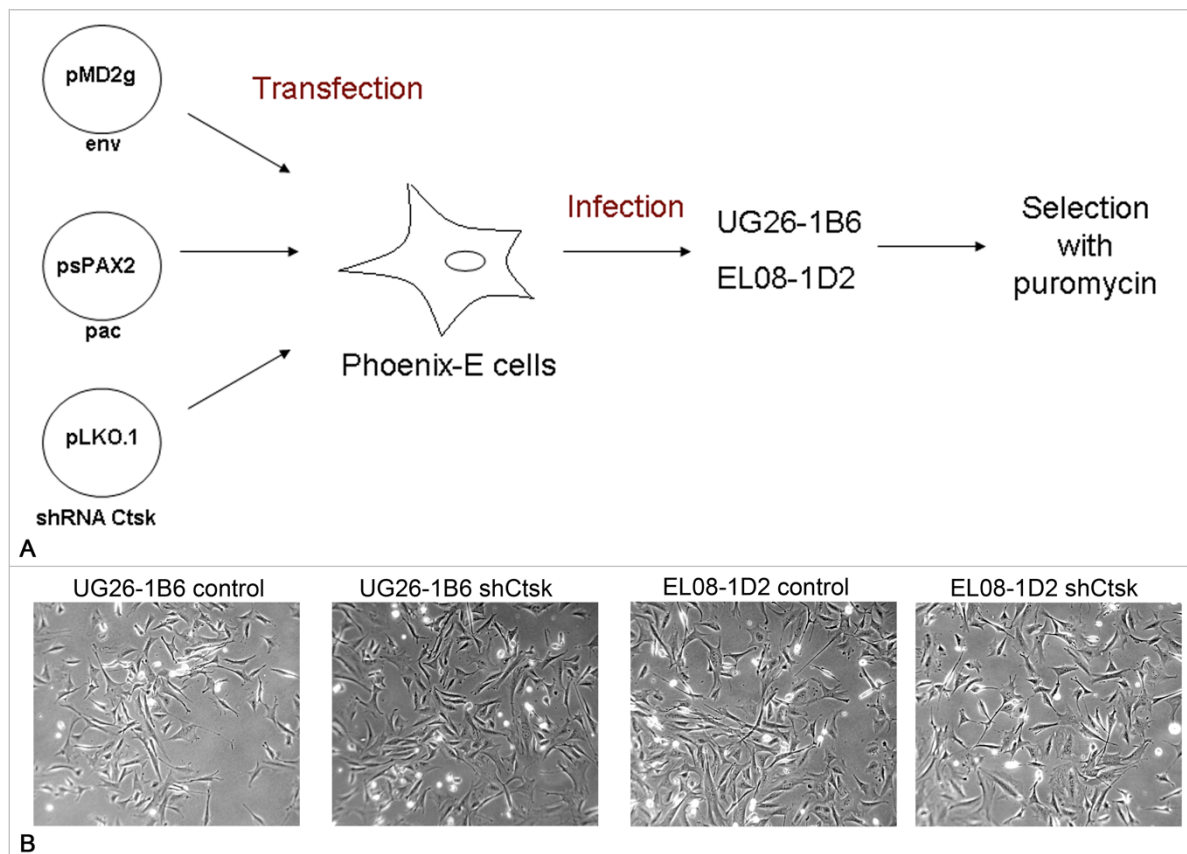 pMD2g
env
Transfection
psPAX2
pac
pLKO.1
shRNA Ctsk
Phoenix-E cells
Infection
UG26-1B6
EL08-1D2
Selection
with
puromycin
A
UG26-1B6 control
UG26-1B6 shCtsk
EL08-1D2 control
EL08-1D2 shCtsk
B